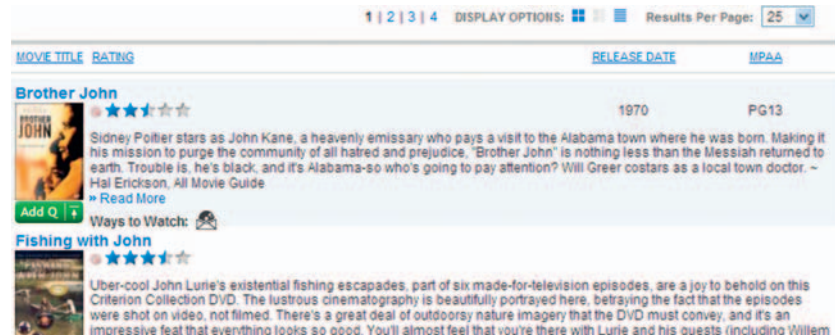 1 | 2 | 3 | 4 DISPLAY OPTIONS: Results Per Page: 25
MOVIE TITLE RATING RELEASE DATE MPAA
Brother John
BROTHER
JOHN
1970 PG13
Sidney Poitier stars as John Kane, a heavenly emissary who pays a visit to the Alabama town where he was born. Making it
his mission to purge the community of all hatred and prejudice, "Brother John" is nothing less than the Messiah returned to
earth. Trouble is, he's black, and it's Alabama-so who's going to pay attention? Will Greer costars as a local town doctor. ~
Hal Erickson, All Movie Guide
» Read More
Add Q
Ways to Watch:
Fishing with John
FISHING
WITH JOHN
Uber-cool John Lurie's existential fishing escapades, part of six made-for-television episodes, are a joy to behold on this
Criterion Collection DVD. The lustrous cinematography is beautifully portrayed here, betraying the fact that the episodes
were shot on video, not filmed. There's a great deal of outdoorsy nature imagery that the DVD must convey, and it's an
impressive feat that everything looks so good. You'll almost feel that you're there with Lurie and his guests (including Willem